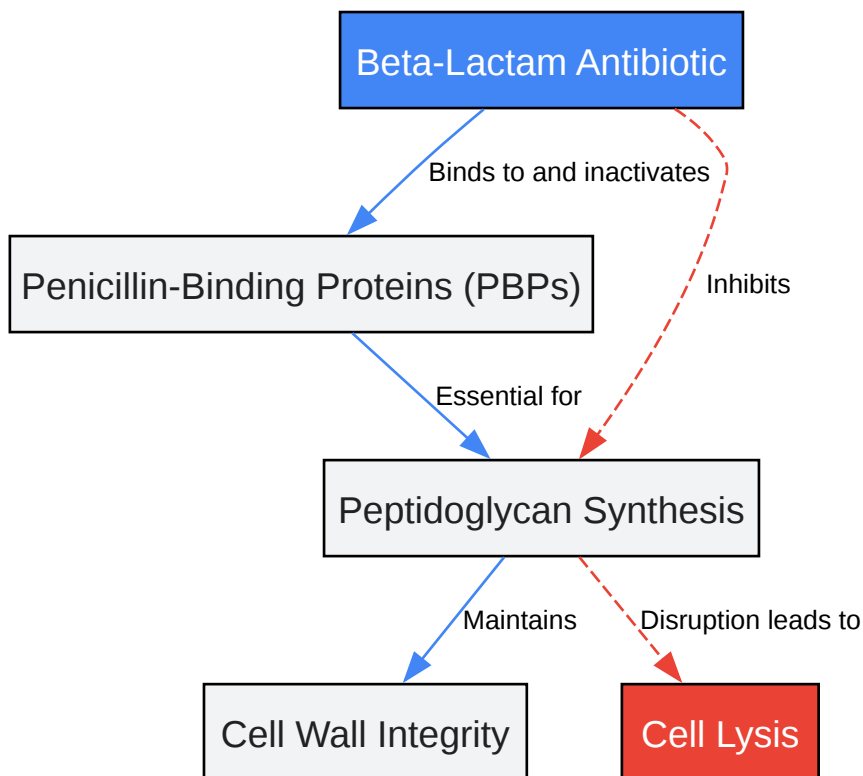 Beta-Lactam Antibiotic
Binds to and inactivates
Penicillin-Binding Proteins (PBPs)
Inhibits
Essential for
Peptidoglycan Synthesis
Maintains
Disruption leads to
Cell Wall Integrity
Cell Lysis